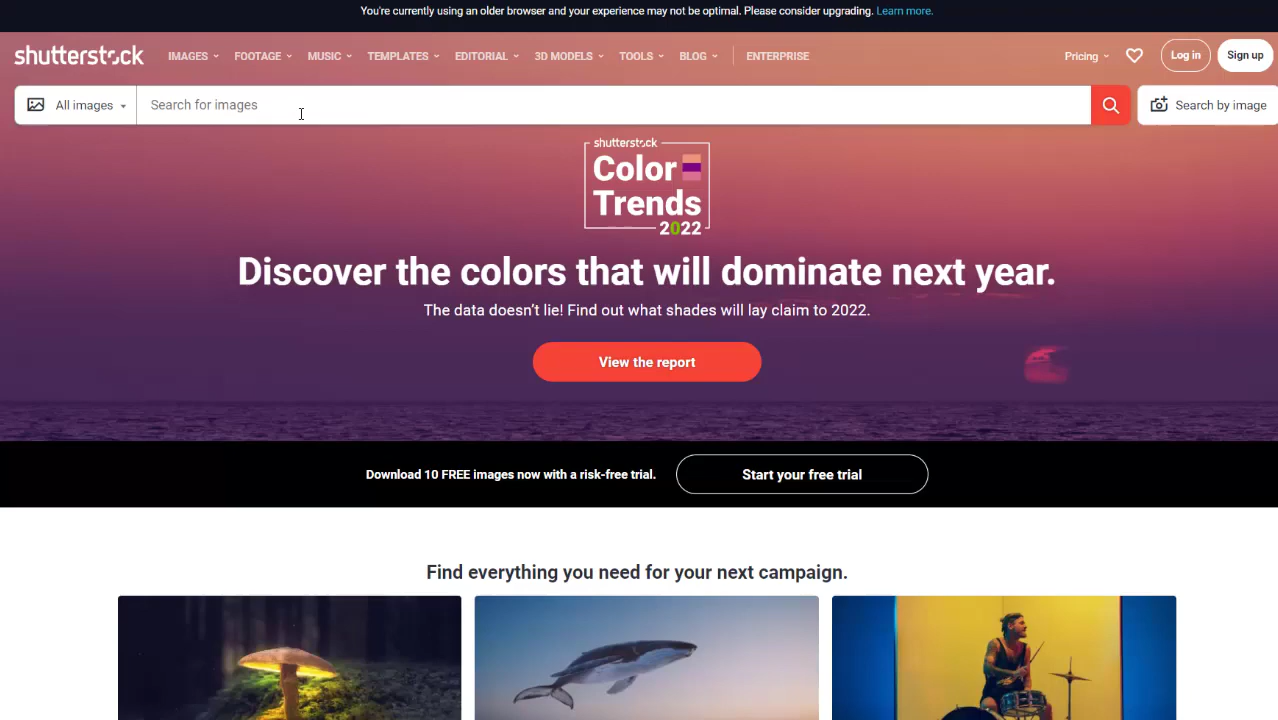 You're currently using an older browser and your experience may not be optimal. Please consider upgrading. Learn more.
shutterstock IMAGES FOOTAGE MUSIC TEMPLATES EDITORIAL 3D MODELS TOOLS BLOG ENTERPRISE Pricing Log in Sign up
All images Search for images Search by image
shutterstock
Color
Trends
2022
Discover the colors that will dominate next year.
The data doesn't lie! Find out what shades will lay claim to 2022.
View the report
Download 10 FREE images now with a risk-free trial. Start your free trial
Find everything you need for your next campaign.